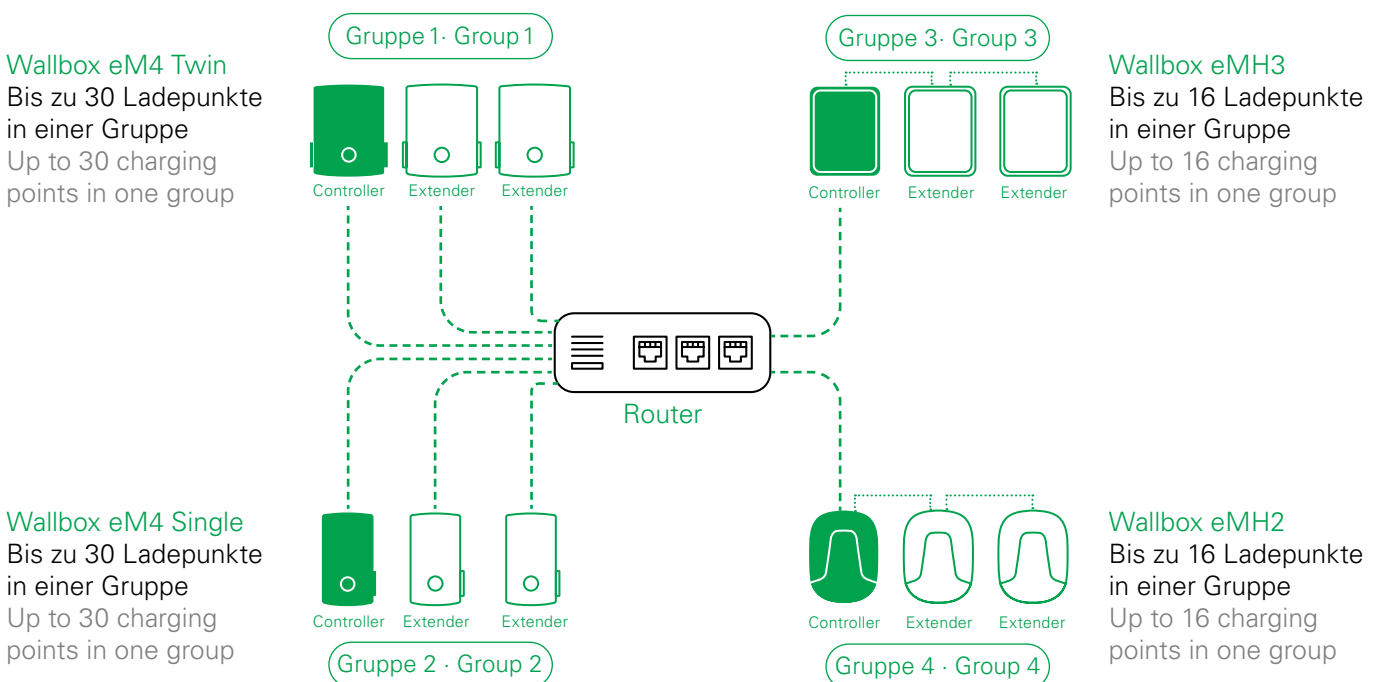 Gruppe 1 · Group 1
Wallbox eM4 Twin
Bis zu 30 Ladepunkte
in einer Gruppe
Up to 30 charging
points in one group
Controller
Extender
Extender
Gruppe 3 · Group 3
Wallbox eMH3
Bis zu 16 Ladepunkte
in einer Gruppe
Up to 16 charging
points in one group
Controller
Extender
Extender
Router
Wallbox eM4 Single
Bis zu 30 Ladepunkte
in einer Gruppe
Up to 30 charging
points in one group
Controller
Extender
Extender
Gruppe 2 · Group 2
Wallbox eMH2
Bis zu 16 Ladepunkte
in einer Gruppe
Up to 16 charging
points in one group
Controller
Extender
Extender
Gruppe 4 · Group 4